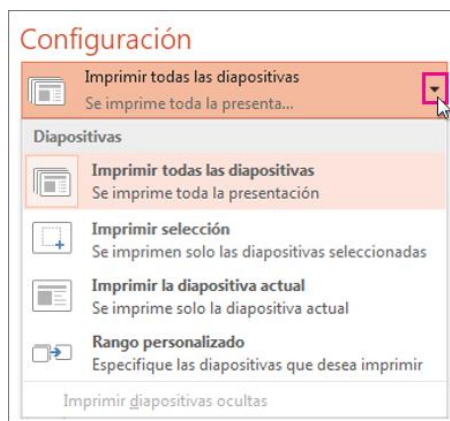 Configuración
Imprimir todas las diapositivas
Se imprime toda la presenta...
Diapositivas
Imprimir todas las diapositivas
Se imprime toda la presentación
Imprimir selección
Se imprimen solo las diapositivas seleccionadas
Imprimir la diapositiva actual
Se imprime solo la diapositiva actual
Rango personalizado
Especifique las diapositivas que desea imprimir
Imprimir diapositivas ocultas